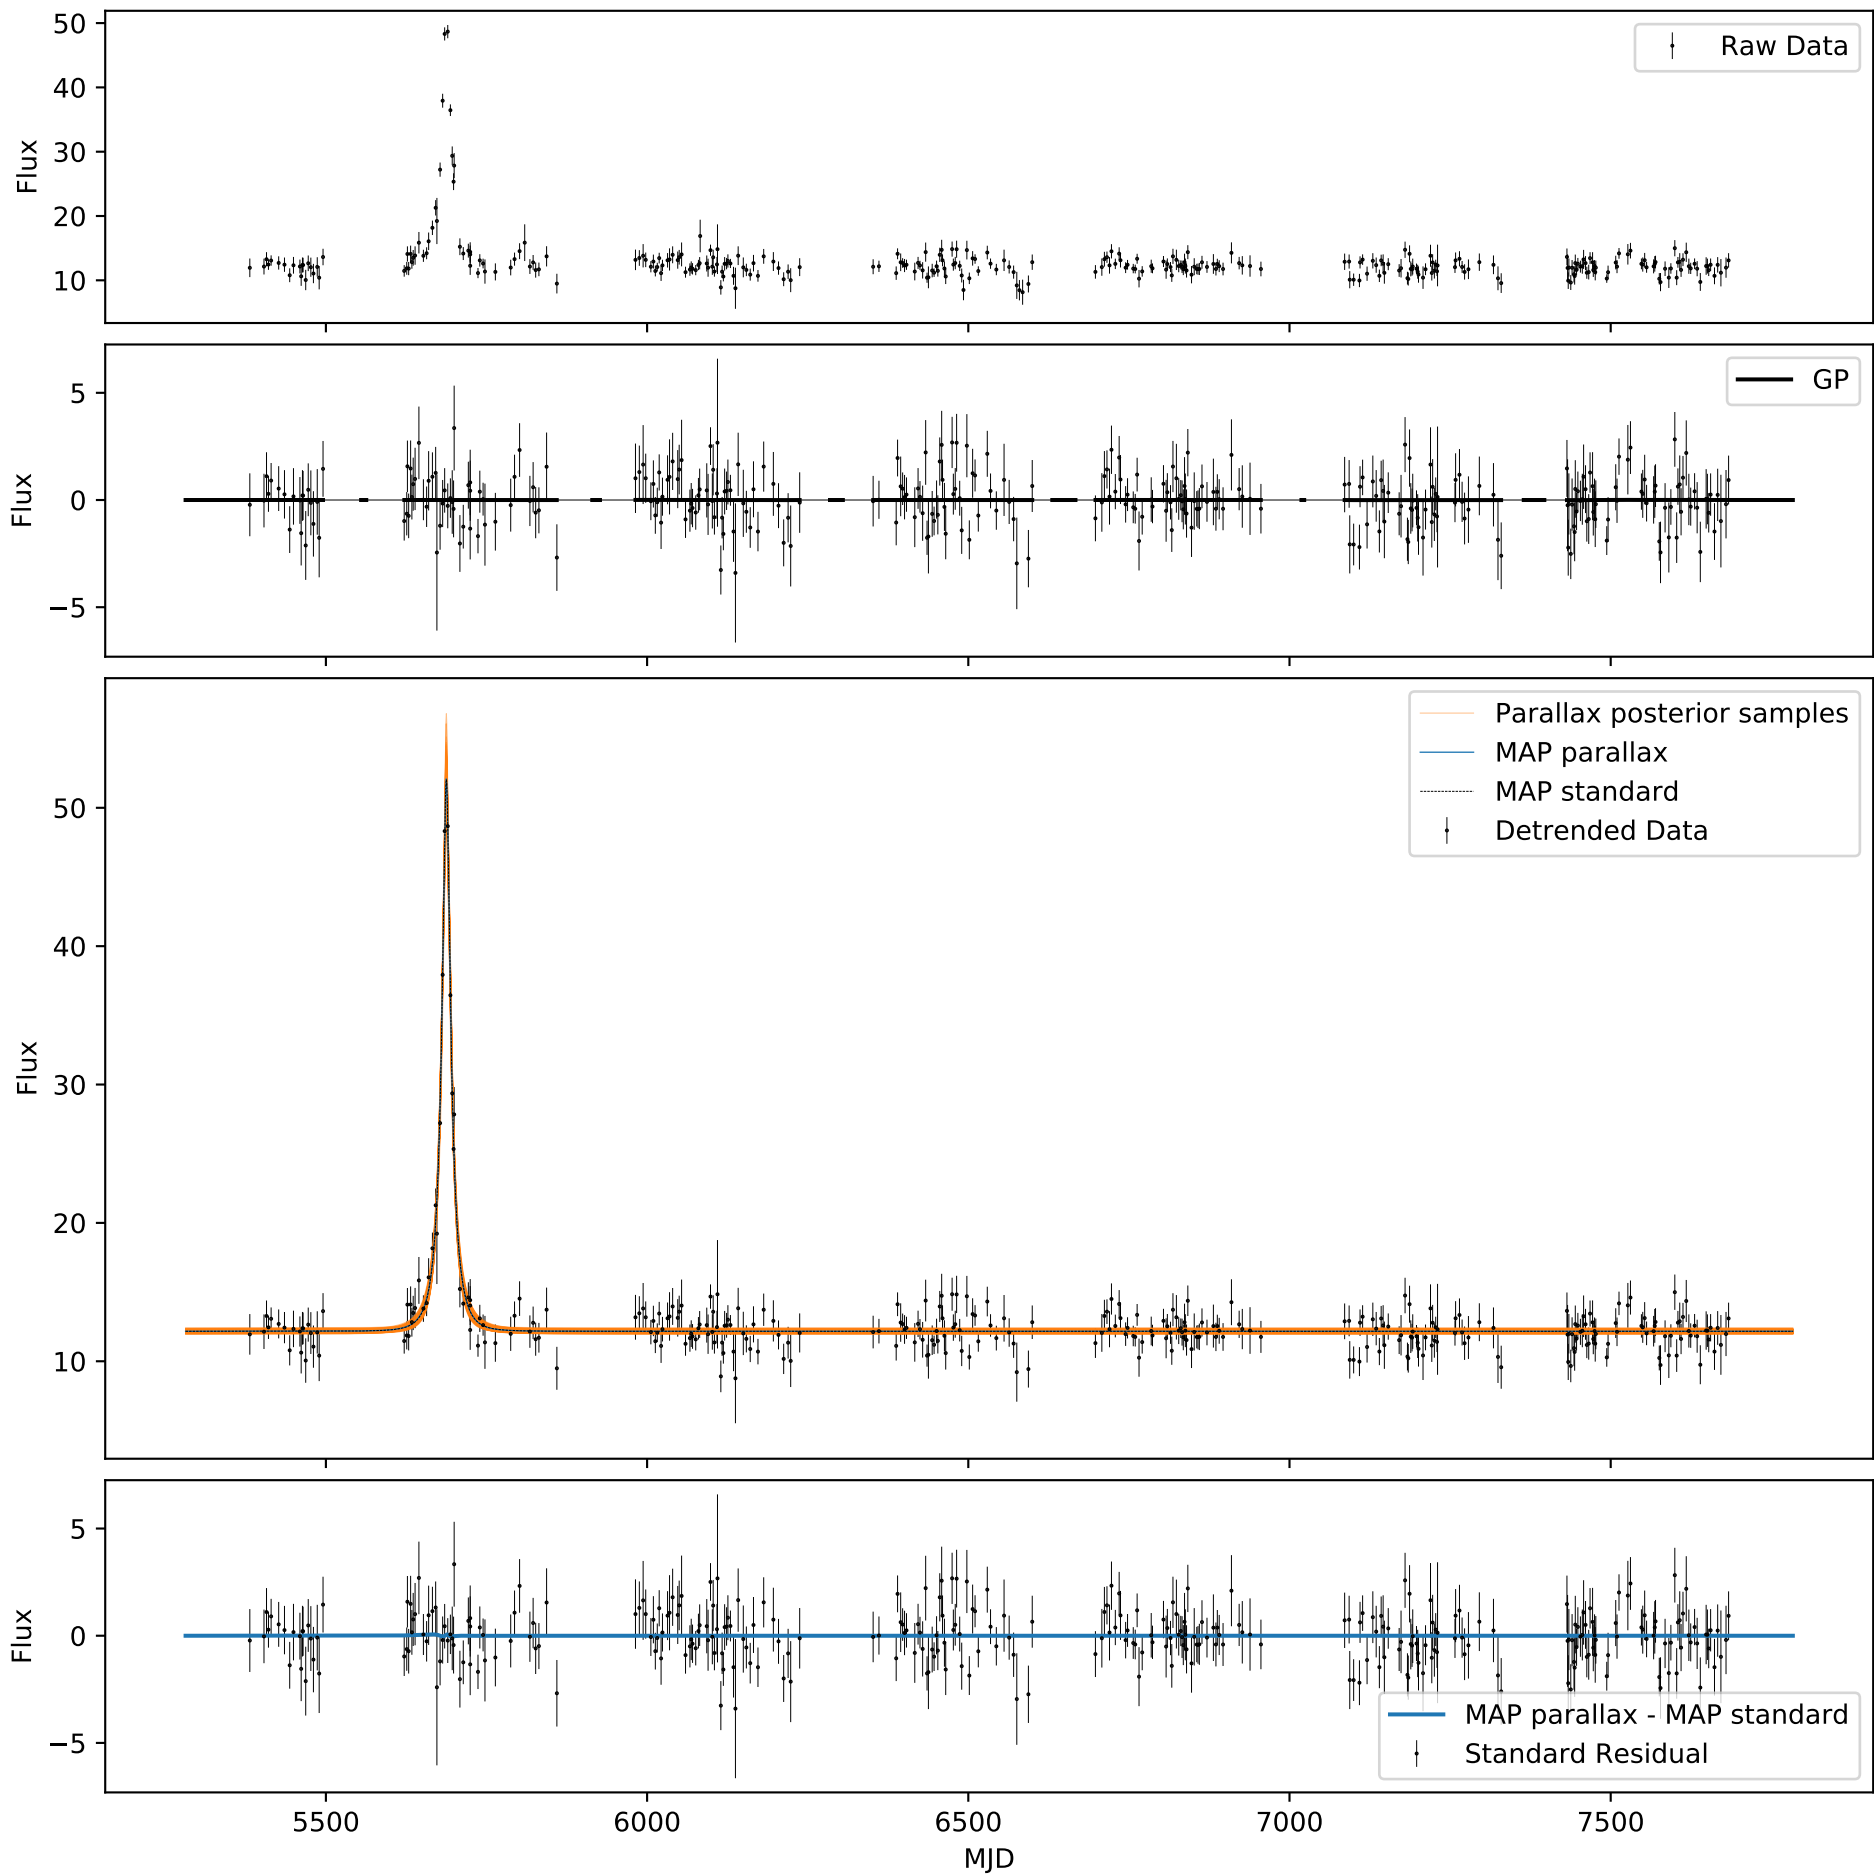 50
40
30
20
10
Flux
Raw Data
5
0
−5
Flux
GP
50
40
30
20
10
Flux
Parallax posterior samples
MAP parallax
MAP standard
Detrended Data
5
0
−5
Flux
MAP parallax - MAP standard
Standard Residual
5500 6000 6500 7000 7500
MJD